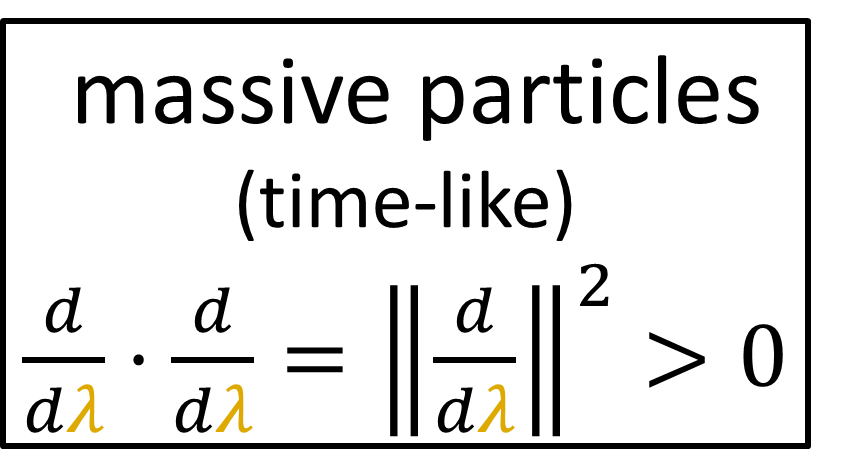 massive particles
(time-like)
d/dλ · d/dλ = ‖d/dλ‖² > 0